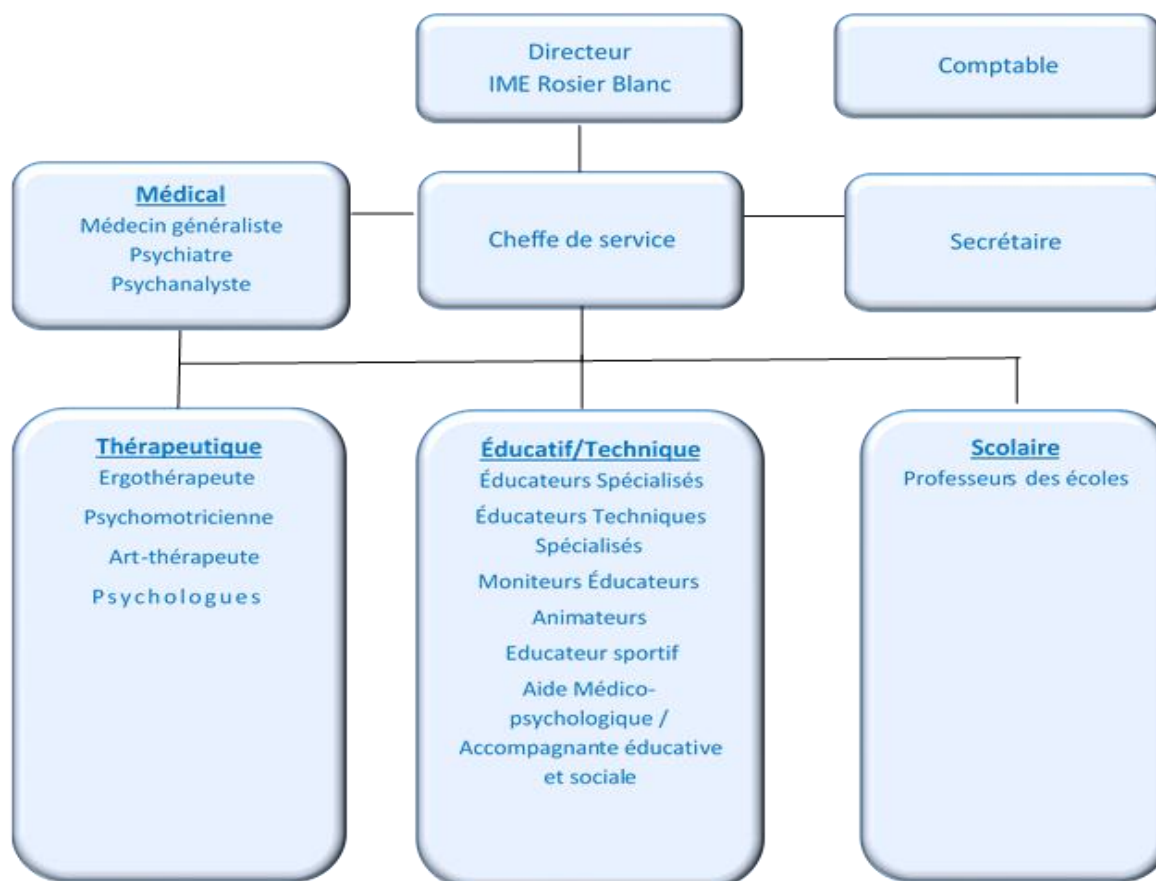 Directeur
IME Rosier Blanc
Comptable
Médical
Médecin généraliste
Psychiatre
Psychanalyste
Cheffe de service
Secrétaire
Thérapeutique
Ergothérapeute
Psychomotricienne
Art-thérapeute
Psychologues
Éducatif/Technique
Éducateurs Spécialisés
Éducateurs Techniques
Spécialisés
Moniteurs Éducateurs
Animateurs
Educateur sportif
Aide Médico-
psychologique /
Accompagnante éducative
et sociale
Scolaire
Professeurs des écoles